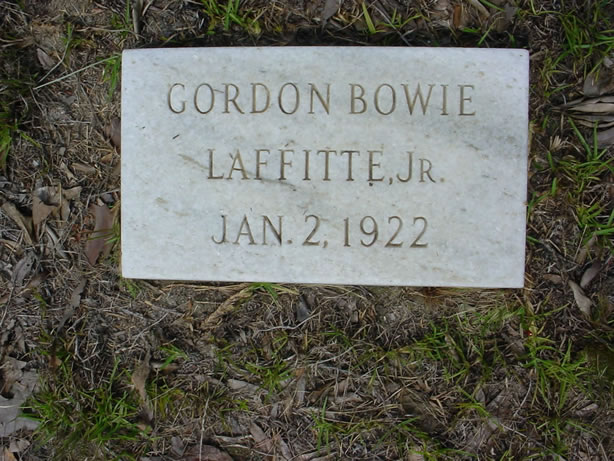 GORDON BOWIE
LAFFITTE, JR.
JAN. 2, 1922